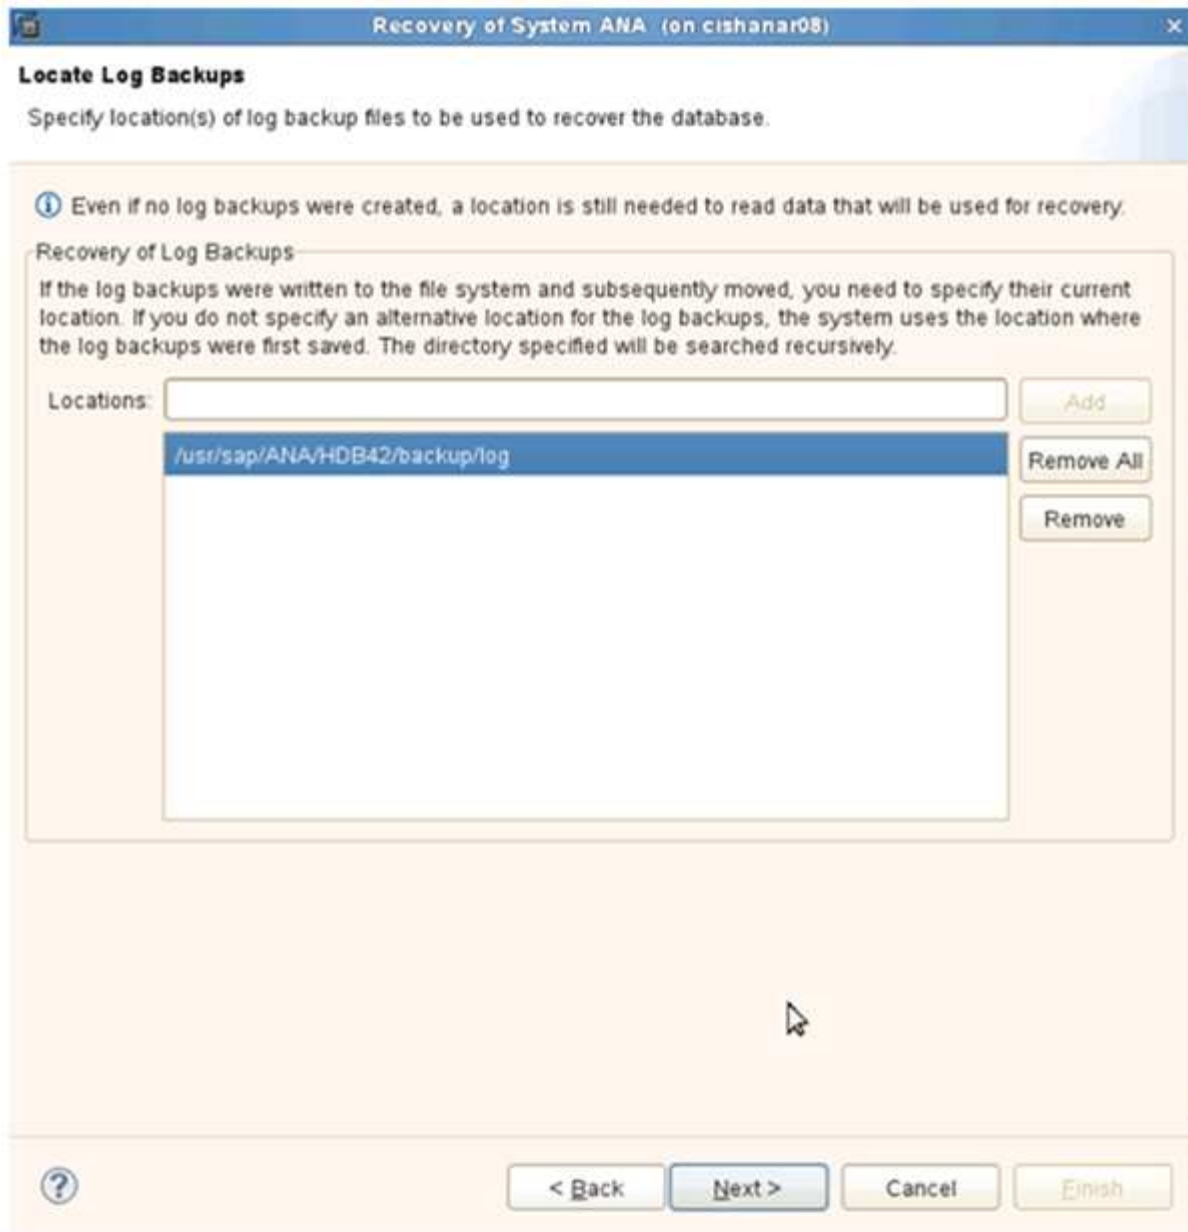 Recovery of System ANA (on cishanar08)
Locate Log Backups
Specify location(s) of log backup files to be used to recover the database.
Even if no log backups were created, a location is still needed to read data that will be used for recovery.
Recovery of Log Backups
If the log backups were written to the file system and subsequently moved, you need to specify their current
location. If you do not specify an alternative location for the log backups, the system uses the location where
the log backups were first saved. The directory specified will be searched recursively.
Locations:
Add
/usr/sap/ANA/HDB42/backup/log
Remove All
Remove
< Back
Next >
Cancel
Finish